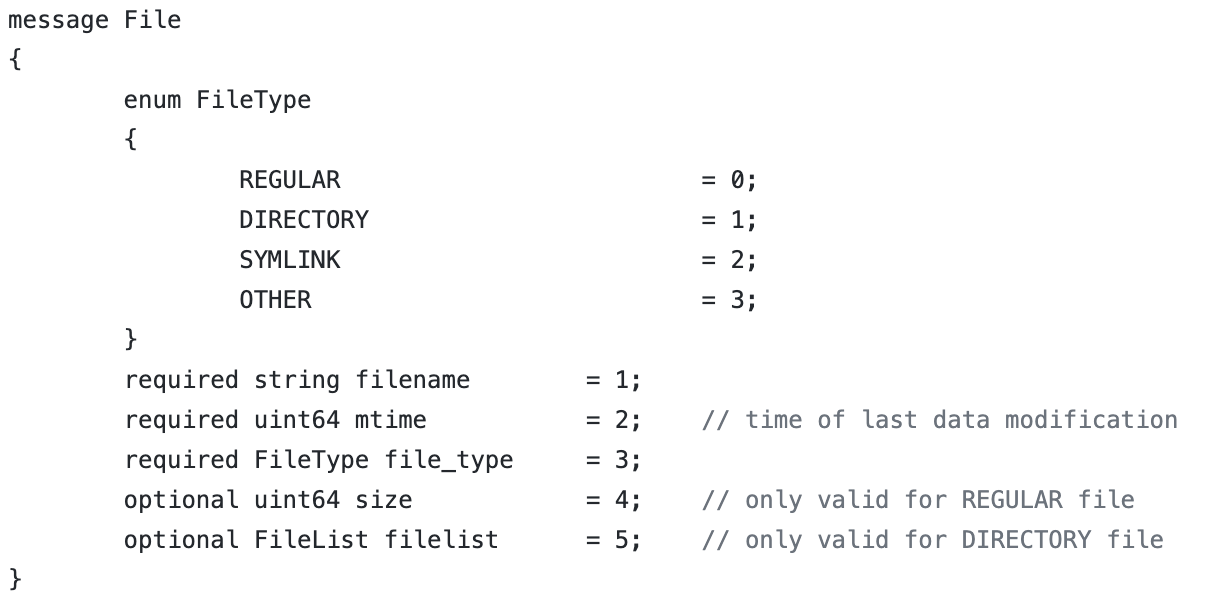 message File
{
enum FileType
{
REGULAR = 0;
DIRECTORY = 1;
SYMLINK = 2;
OTHER = 3;
}
required string filename = 1;
required uint64 mtime = 2; // time of last data modification
required FileType file_type = 3;
optional uint64 size = 4; // only valid for REGULAR file
optional FileList filelist = 5; // only valid for DIRECTORY file
}